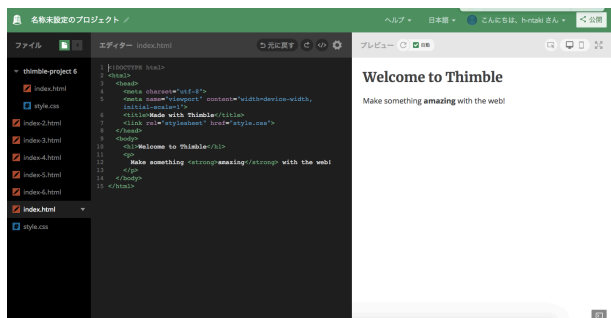 名称未設定のプロジェクト
ヘルプ
日本語
こんにちは、h-ntaki さん
公開
ファイル
エディター index.html
元に戻す
プレビュー
自動
thimble-project 6
index.html
style.css
index-2.html
index-3.html
index-4.html
index-5.html
index-6.html
index.html
style.css
1 <!DOCTYPE html>
2 <html>
3 <head>
4 <meta charset="utf-8">
5 <meta name="viewport" content="width=device-width,
initial-scale=1">
6 <title>Made with Thimble</title>
7 <link rel="stylesheet" href="style.css">
8 </head>
9 <body>
10 <h1>Welcome to Thimble</h1>
11 <p>
12 Make something <strong>amazing</strong> with the web!
13 </p>
14 </body>
15 </html>
Welcome to Thimble
Make something amazing with the web!